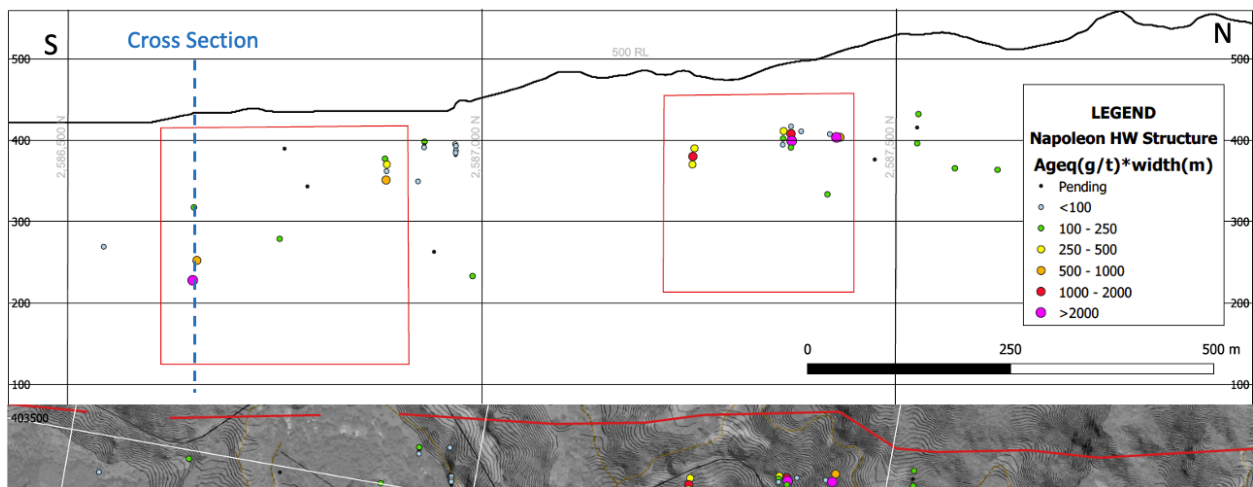 S
Cross Section
500 RL
N
500
500
400
400
300
300
200
200
100
100
2,586,500 N
2,587,000 N
2,587,500 N
LEGEND
Napoleon HW Structure
Ageq(g/t)*width(m)
Pending
<100
100 - 250
250 - 500
500 - 1000
1000 - 2000
>2000
0
250
500 m
403500